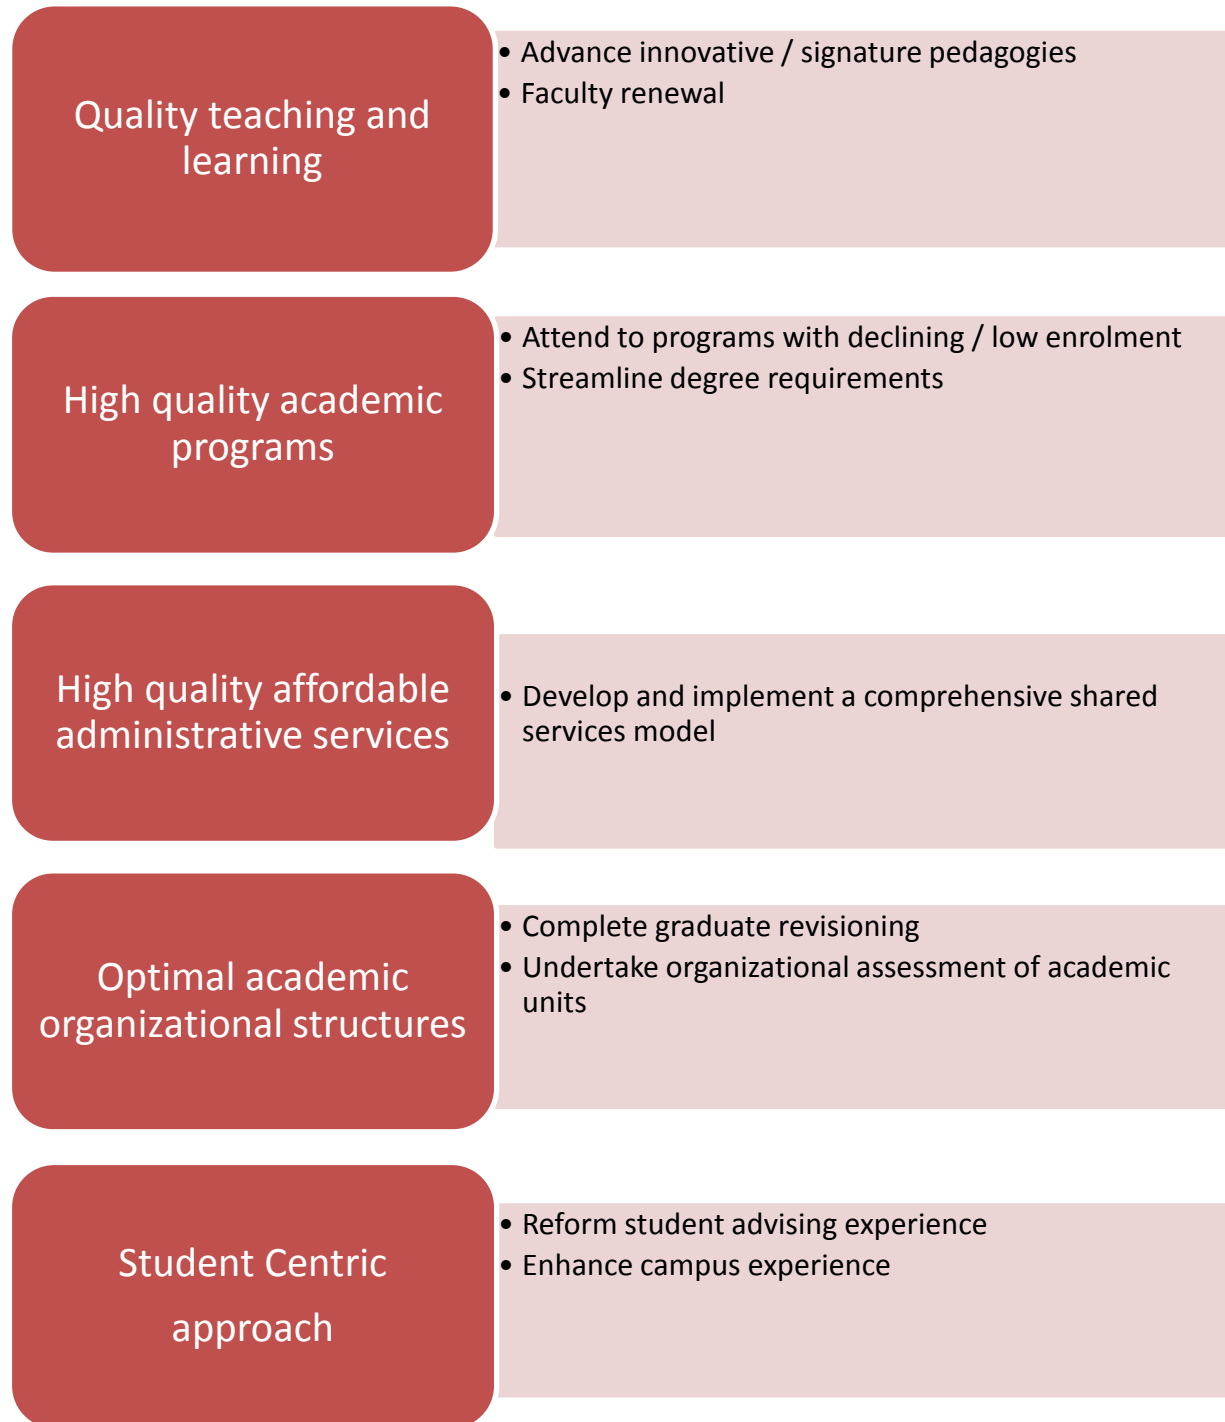 Quality teaching and
learning
• Advance innovative / signature pedagogies
• Faculty renewal
High quality academic
programs
• Attend to programs with declining / low enrolment
• Streamline degree requirements
High quality affordable
administrative services
• Develop and implement a comprehensive shared
services model
Optimal academic
organizational structures
• Complete graduate revisioning
• Undertake organizational assessment of academic
units
Student Centric
approach
• Reform student advising experience
• Enhance campus experience